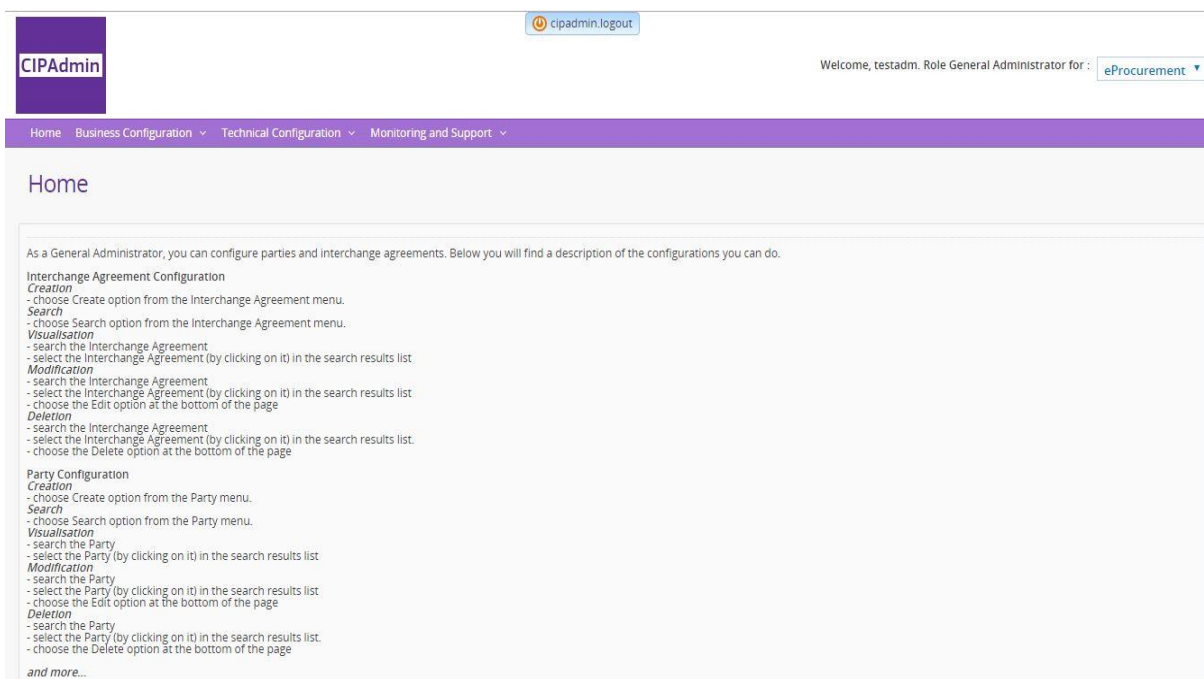 cipadmin.logout
CIPAdmin
Welcome, testadm. Role General Administrator for : eProcurement
Home Business Configuration Technical Configuration Monitoring and Support
Home
As a General Administrator, you can configure parties and interchange agreements. Below you will find a description of the configurations you can do.
Interchange Agreement Configuration
Creation
- choose Create option from the Interchange Agreement menu.
Search
- choose Search option from the Interchange Agreement menu.
Visualisation
- search the Interchange Agreement
- select the Interchange Agreement (by clicking on it) in the search results list
Modification
- search the Interchange Agreement
- select the Interchange Agreement (by clicking on it) in the search results list
- choose the Edit option at the bottom of the page
Deletion
- search the Interchange Agreement
- select the Interchange Agreement (by clicking on it) in the search results list.
- choose the Delete option at the bottom of the page
Party Configuration
Creation
- choose Create option from the Party menu.
Search
- choose Search option from the Party menu.
Visualisation
- search the Party
- select the Party (by clicking on it) in the search results list
Modification
- search the Party
- select the Party (by clicking on it) in the search results list
- choose the Edit option at the bottom of the page
Deletion
- search the Party
- select the Party (by clicking on it) in the search results list.
- choose the Delete option at the bottom of the page
and more...